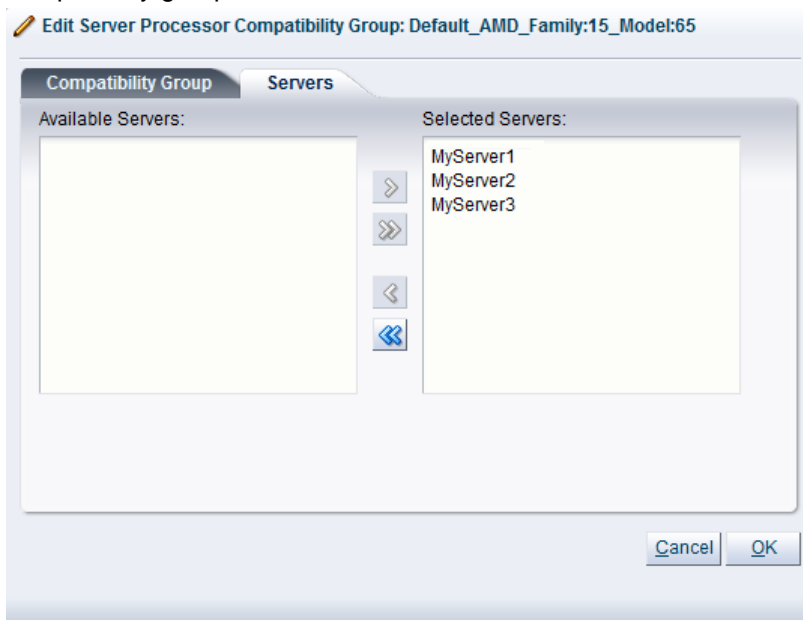 Edit Server Processor Compatibility Group: Default_AMD_Family:15_Model:65
Compatibility Group Servers
Available Servers: Selected Servers:
MyServer1
MyServer2
MyServer3
Cancel OK